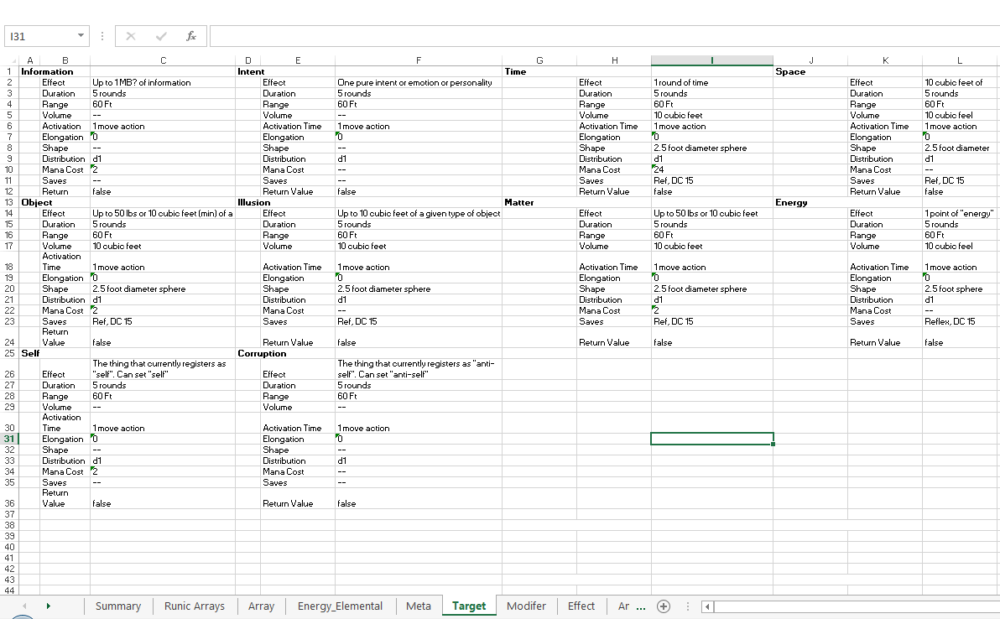 I31 fx
A B C D E F G H I J K L
1 Information Intent Time Space
2 Effect Up to 1 MB? of information Effect One pure intent or emotion or personality Effect 1 round of time Effect 10 cubic feet of
3 Duration 5 rounds Duration 5 rounds Duration 5 rounds Duration 5 rounds
4 Range 60 Ft Range 60 Ft Range 60 Ft Range 60 Ft
5 Volume -- Volume -- Volume 10 cubic feet Volume 10 cubic feel
6 Activation 1 move action Activation Time 1 move action Activation Time 1 move action Activation Time 1 move action
7 Elongation 0 Elongation 0 Elongation 0 Elongation 0
8 Shape -- Shape -- Shape 2.5 foot diameter sphere Shape 2.5 foot diameter
9 Distribution d1 Distribution d1 Distribution d1 Distribution d1
10 Mana Cost 2 Mana Cost -- Mana Cost 24 Mana Cost --
11 Saves -- Saves -- Saves Ref, DC 15 Saves Ref, DC 15
12 Return false Return Value false Return Value false Return Value false
13 Object Illusion Matter Energy
14 Effect Up to 50 lbs or 10 cubic feet (min) of a Effect Up to 10 cubic feet of a given type of object Effect Up to 50 lbs or 10 cubic feet Effect 1 point of "energy"
15 Duration 5 rounds Duration 5 rounds Duration 5 rounds Duration 5 rounds
16 Range 60 Ft Range 60 Ft Range 60 Ft Range 60 Ft
17 Volume 10 cubic feet Volume 10 cubic feet Volume 10 cubic feet Volume 10 cubic feel
Activation
18 Time 1 move action Activation Time 1 move action Activation Time 1 move action Activation Time 1 move action
19 Elongation 0 Elongation 0 Elongation 0 Elongation 0
20 Shape 2.5 foot diameter sphere Shape 2.5 foot diameter sphere Shape 2.5 foot diameter sphere Shape 2.5 foot sphere
21 Distribution d1 Distribution d1 Distribution d1 Distribution d1
22 Mana Cost 2 Mana Cost -- Mana Cost 2 Mana Cost --
23 Saves Ref, DC 15 Saves Ref, DC 15 Saves Ref, DC 15 Saves Reflex, DC 15
Return
24 Value false Return Value false Return Value false Return Value false
25 Self Corruption
The thing that currently registers as The thing that currently registers as "anti-
26 Effect "self". Can set "self" Effect self". Can set "anti-self"
27 Duration 5 rounds Duration 5 rounds
28 Range 60 Ft Range 60 Ft
29 Volume -- Volume --
Activation
30 Time 1 move action Activation Time 1 move action
31 Elongation 0 Elongation 0
32 Shape -- Shape --
33 Distribution d1 Distribution d1
34 Mana Cost 2 Mana Cost --
35 Saves -- Saves --
Return
36 Value false Return Value false
37
38
39
40
41
42
43
44
Summary Runic Arrays Array Energy_Elemental Meta Target Modifer Effect Ar ...